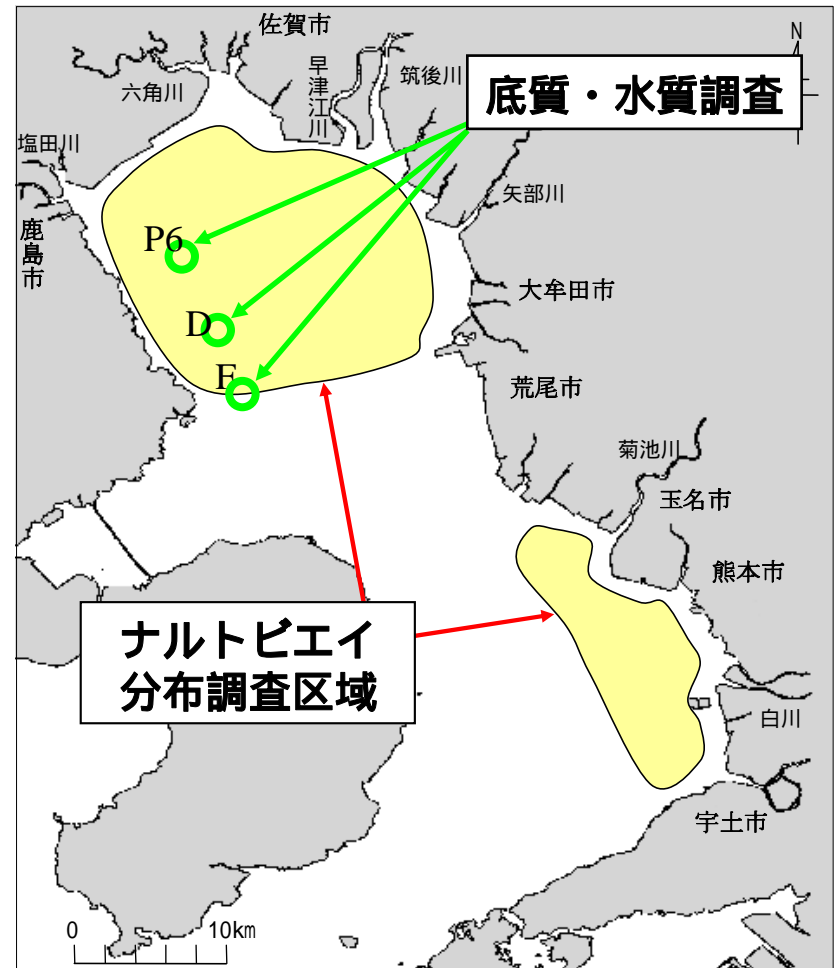 佐賀市
N
早津江川
筑後川
六角川
底質・水質調査
塩田川
矢部川
鹿島市
P6
大牟田市
D
F
荒尾市
菊池川
玉名市
熊本市
ナルトビエイ
分布調査区域
白川
宇土市
0 10km